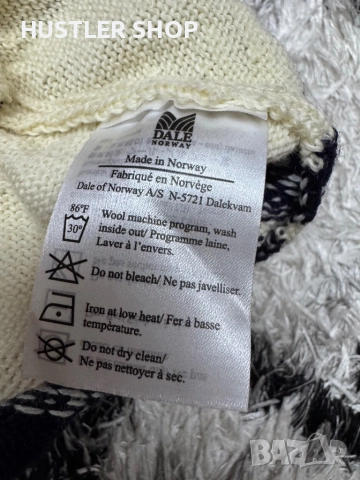 HUSTLER SHOP
DALE
NORWAY
Made in Norway
Fabriqué en Norvége
Dale of Norway A/S N-5721 Dalekvam
86°F
30°
Wool machine program, wash
inside out/ Programme laine,
Laver à l'envers.
Do not bleach/ Ne pas javelliser.
Iron at low heat/ Fer à basse
tempèrature.
Do not dry clean/
Ne pas nettoyer à sec.
BAZAR